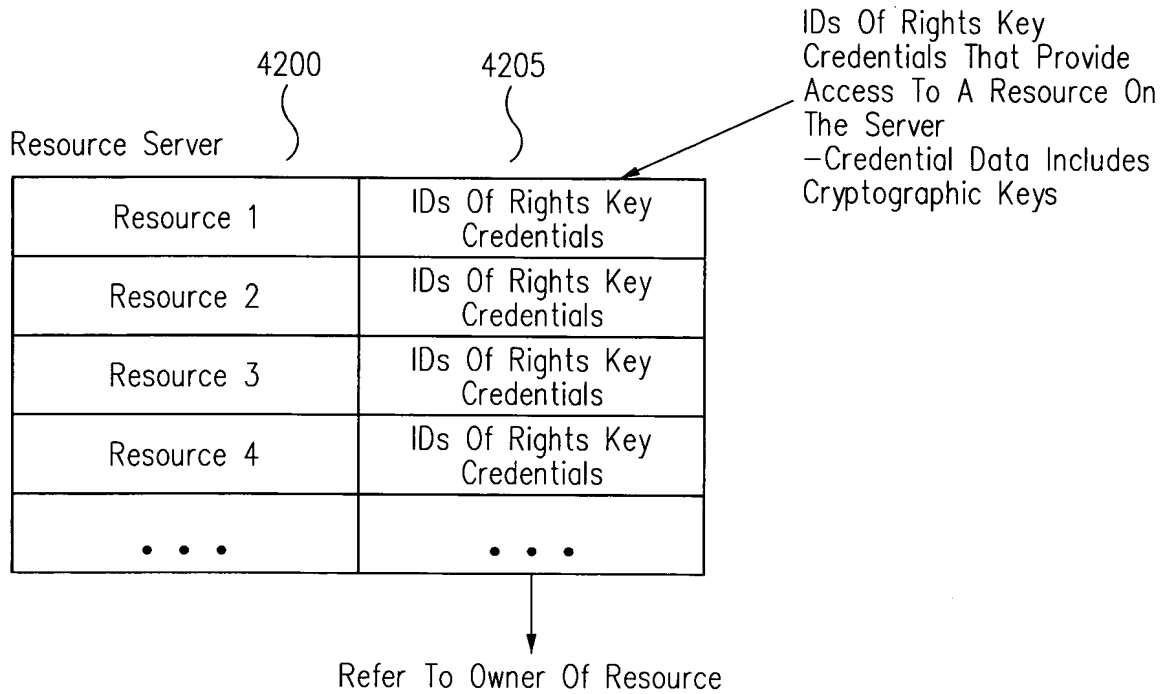 IDs Of Rights Key
Credentials That Provide
Access To A Resource On
The Server
-Credential Data Includes
Cryptographic Keys
4200
4205
Resource Server
Resource 1
IDs Of Rights Key
Credentials
Resource 2
IDs Of Rights Key
Credentials
Resource 3
IDs Of Rights Key
Credentials
Resource 4
IDs Of Rights Key
Credentials
• • •
• • •
Refer To Owner Of Resource